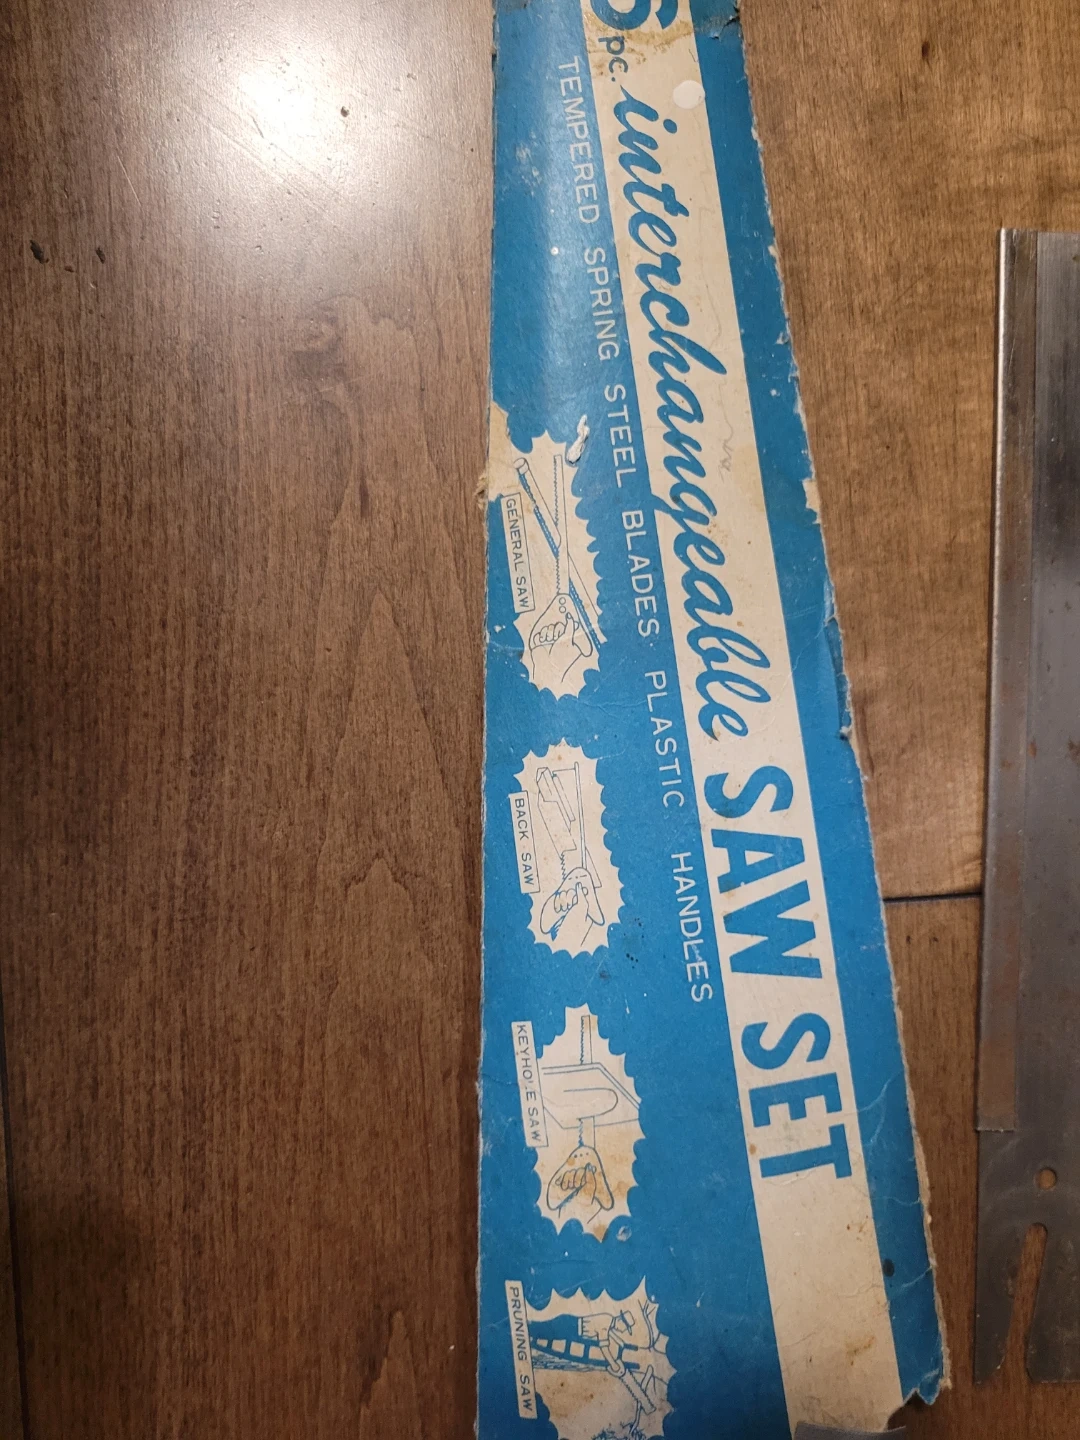 pc. interchangeable SAW SET
TEMPERED SPRING STEEL BLADES· PLASTIC HANDLES
GENERAL SAW
BACK SAW
KEYHOLE SAW
PRUNING SAW